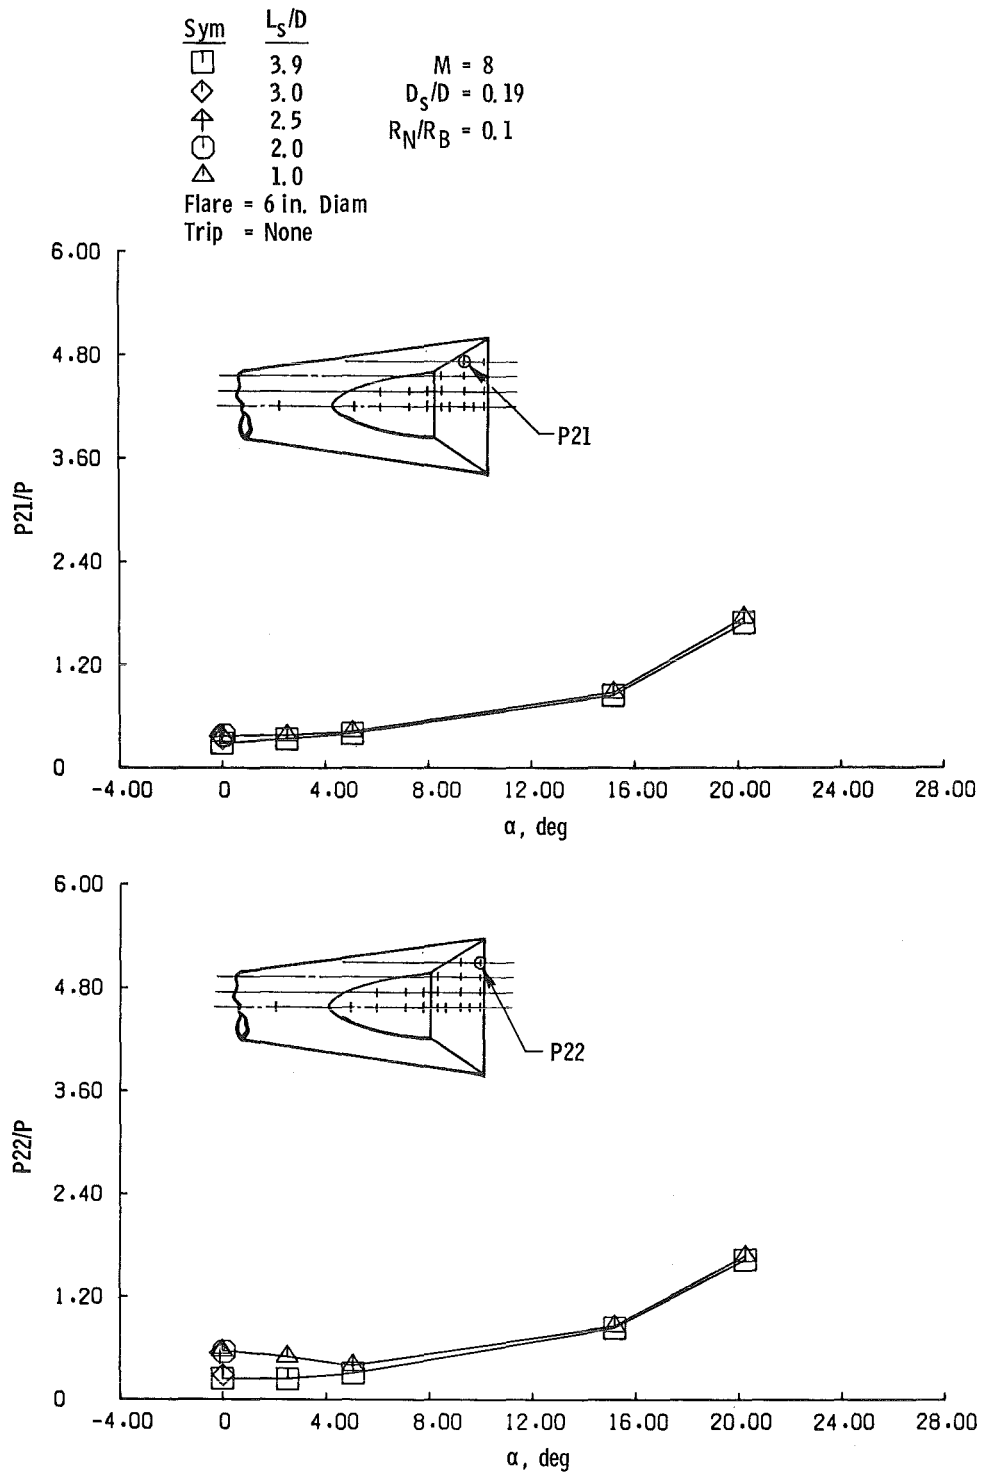 Sym Ls/D
3.9
3.0
2.5
2.0
1.0
M = 8
Ds/D = 0.19
RN/RB = 0.1
Flare = 6 in. Diam
Trip = None
6.00
4.80
3.60
2.40
1.20
0
P21/P
P21
-4.00 0 4.00 8.00 12.00 16.00 20.00 24.00 28.00
α, deg
6.00
4.80
3.60
2.40
1.20
0
P22/P
P22
-4.00 0 4.00 8.00 12.00 16.00 20.00 24.00 28.00
α, deg